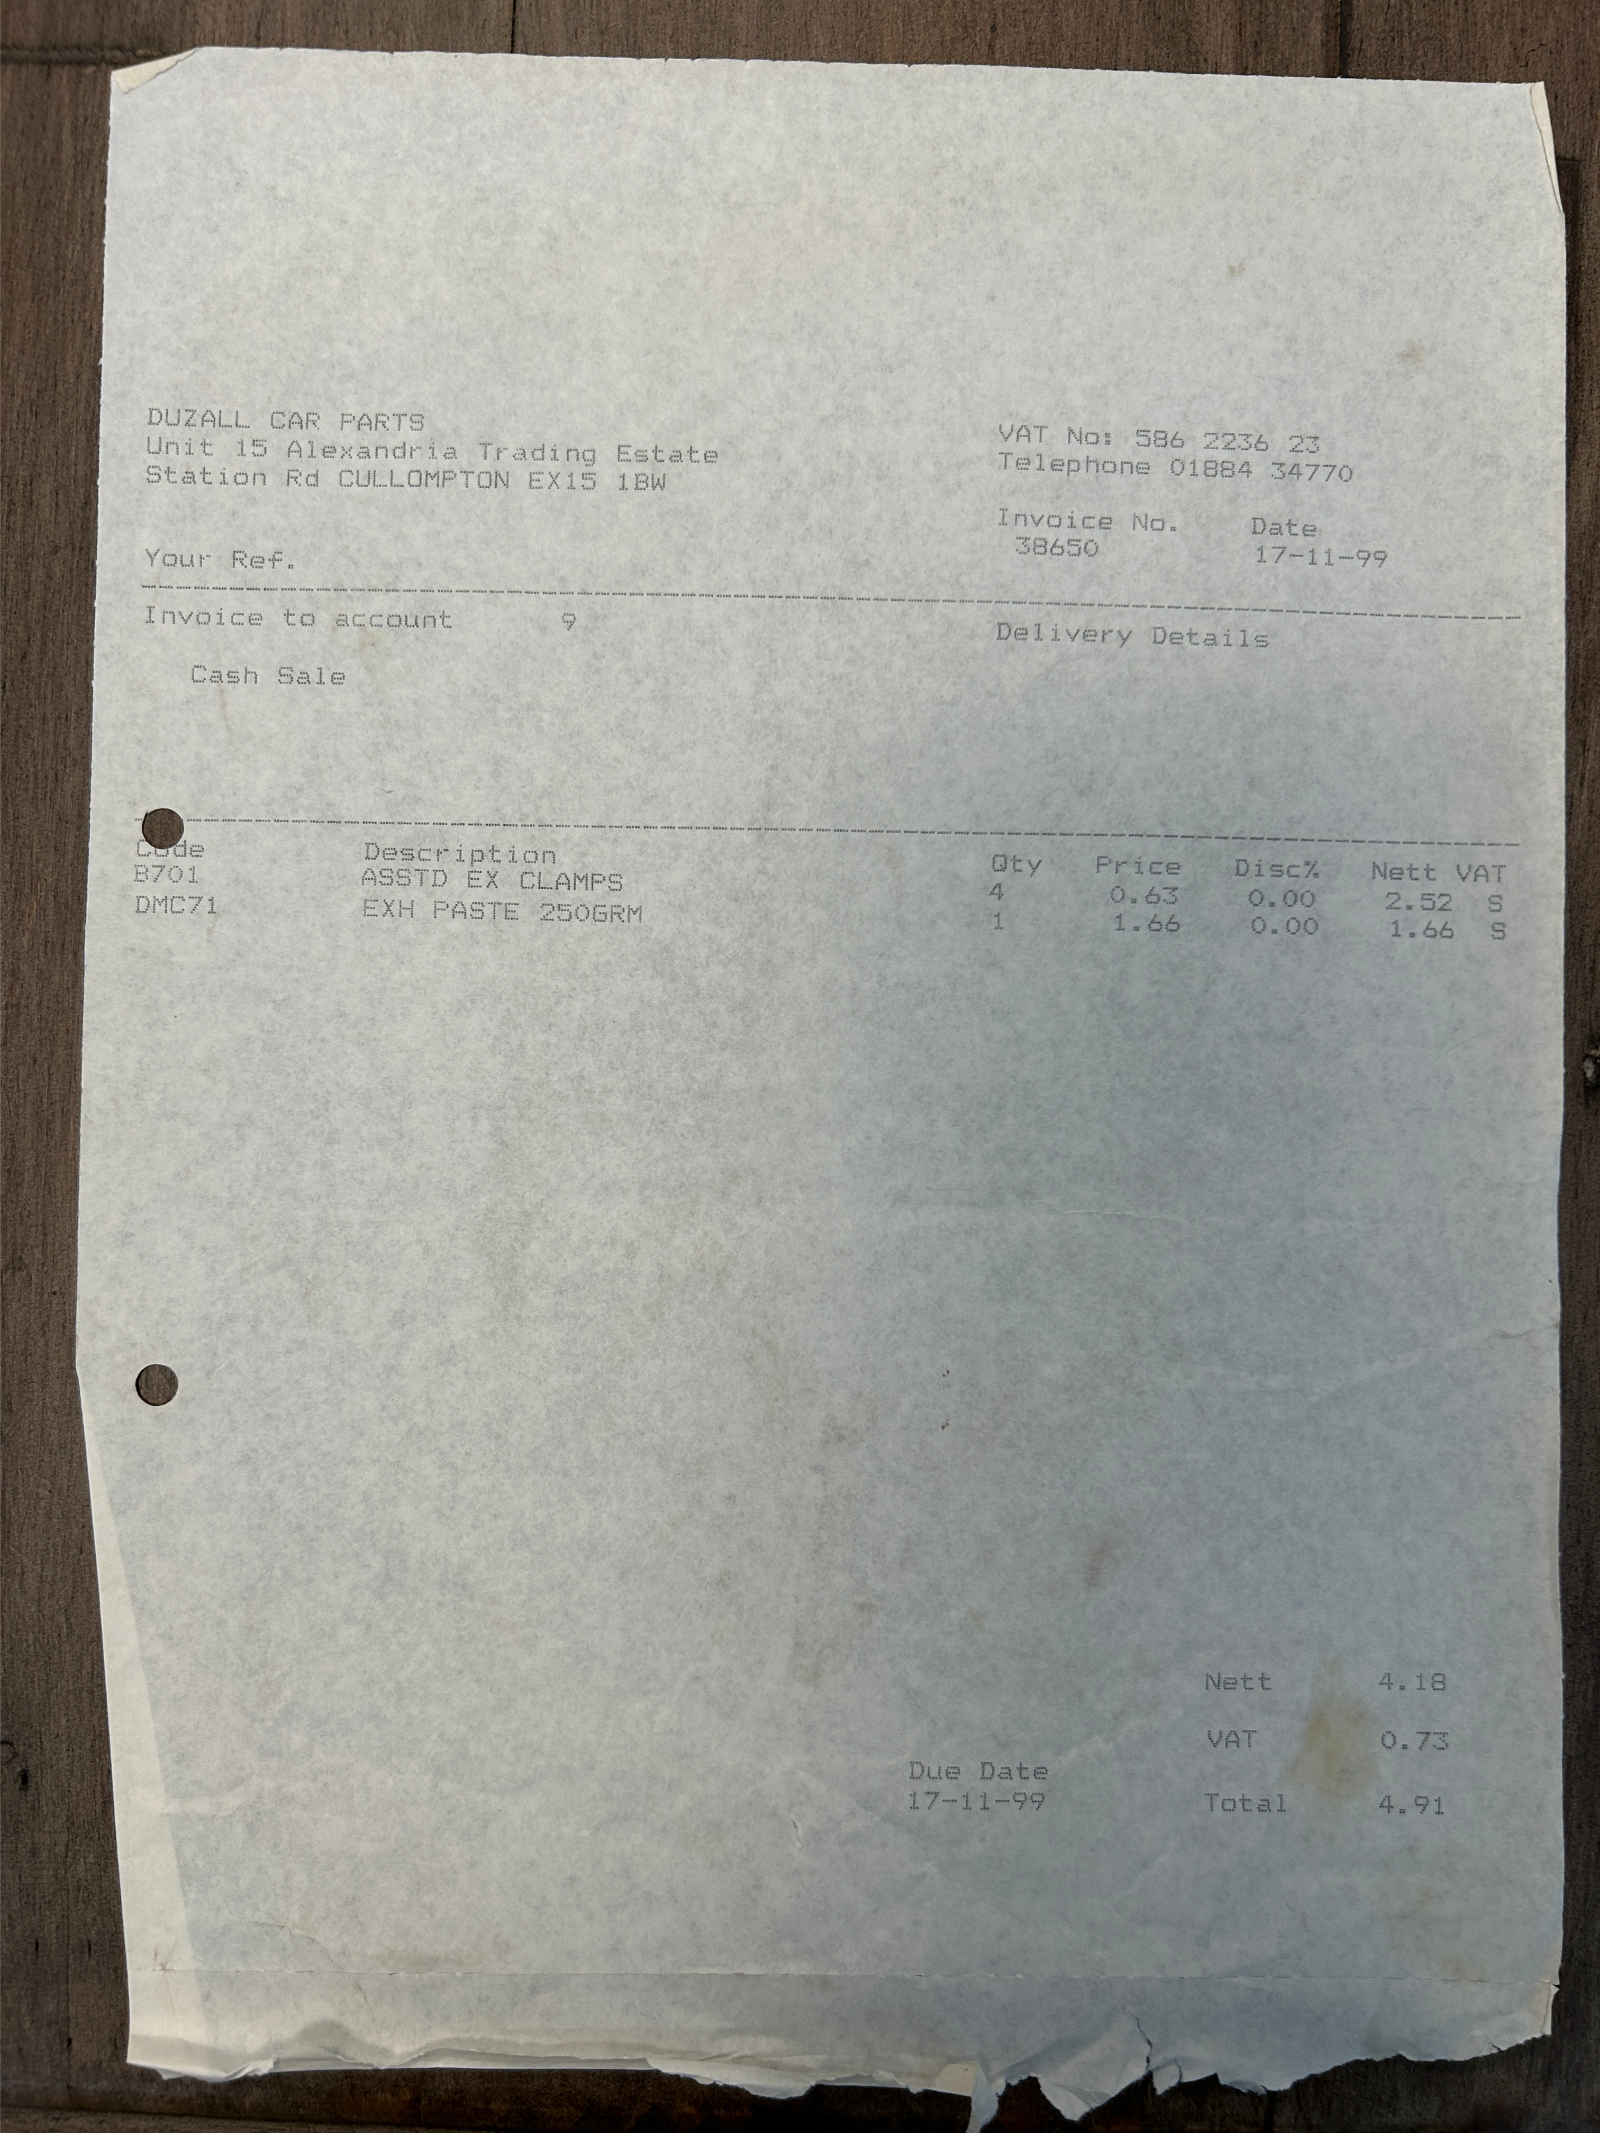 DUZALL CAR PARTS
Unit 15 Alexandria Trading Estate
Station Rd CULLOMPTON EX15 1BW
VAT No: 586 2236 23
Telephone 01884 34770
Invoice No. Date
38650 17-11-99
Your Ref.
Invoice to account 9
Delivery Details
Cash Sale
Code Description Qty Price Disc% Nett VAT
B701 ASSTD EX CLAMPS 4 0.63 0.00 2.52 S
DMC71 EXH PASTE 250GRM 1 1.66 0.00 1.66 S
Nett 4.18
VAT 0.73
Due Date
17-11-99 Total 4.91